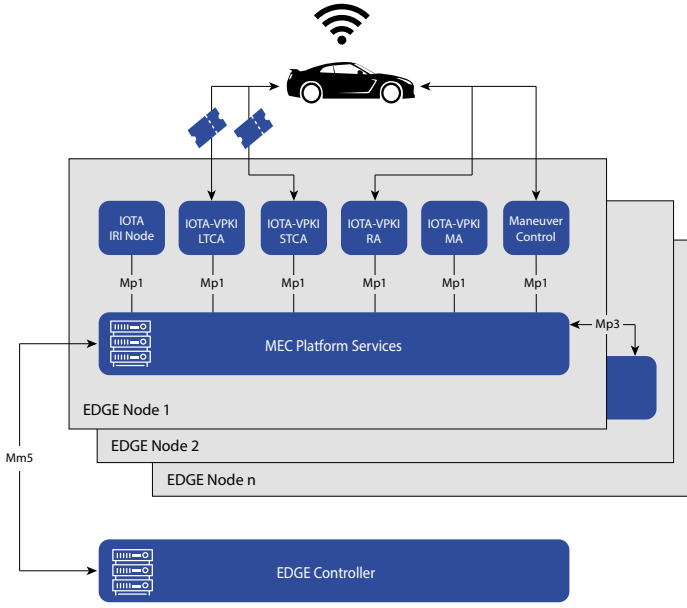 IOTA
IRI Node
IOTA-VPKI
LTCA
IOTA-VPKI
STCA
IOTA-VPKI
RA
IOTA-VPKI
MA
Maneuver
Control
Mp1
Mp1
Mp1
Mp1
Mp1
Mp1
MEC Platform Services
Mp3
EDGE Node 1
EDGE Node 2
EDGE Node n
Mm5
EDGE Controller